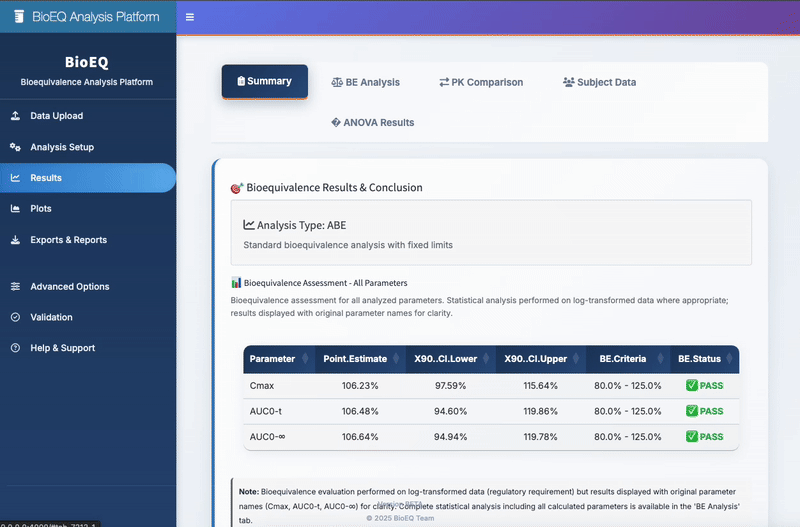 BioEQ Analysis Platform
BioEQ
Bioequivalence Analysis Platform
Data Upload
Analysis Setup
Results
Plots
Exports & Reports
Advanced Options
Validation
Help & Support
Summary
BE Analysis
PK Comparison
Subject Data
ANOVA Results
Bioequivalence Results & Conclusion
Analysis Type: ABE
Standard bioequivalence analysis with fixed limits
Bioequivalence Assessment - All Parameters
Bioequivalence assessment for all analyzed parameters. Statistical analysis performed on log-transformed data where appropriate;
results displayed with original parameter names for clarity.
Parameter Point.Estimate X90..CI.Lower X90..CI.Upper BE.Criteria BE.Status
Cmax 106.23% 97.59% 115.64% 80.0% - 125.0% ✅ PASS
AUC0-t 106.48% 94.60% 119.86% 80.0% - 125.0% ✅ PASS
AUC0-∞ 106.64% 94.94% 119.78% 80.0% - 125.0% ✅ PASS
Note: Bioequivalence evaluation performed on log-transformed data (regulatory requirement) but results displayed with original parameter
names (Cmax, AUC0-t, AUC0-∞) for clarity. Complete statistical analysis including all calculated parameters is available in the 'BE Analysis'
tab.
© 2025 BioEQ Team